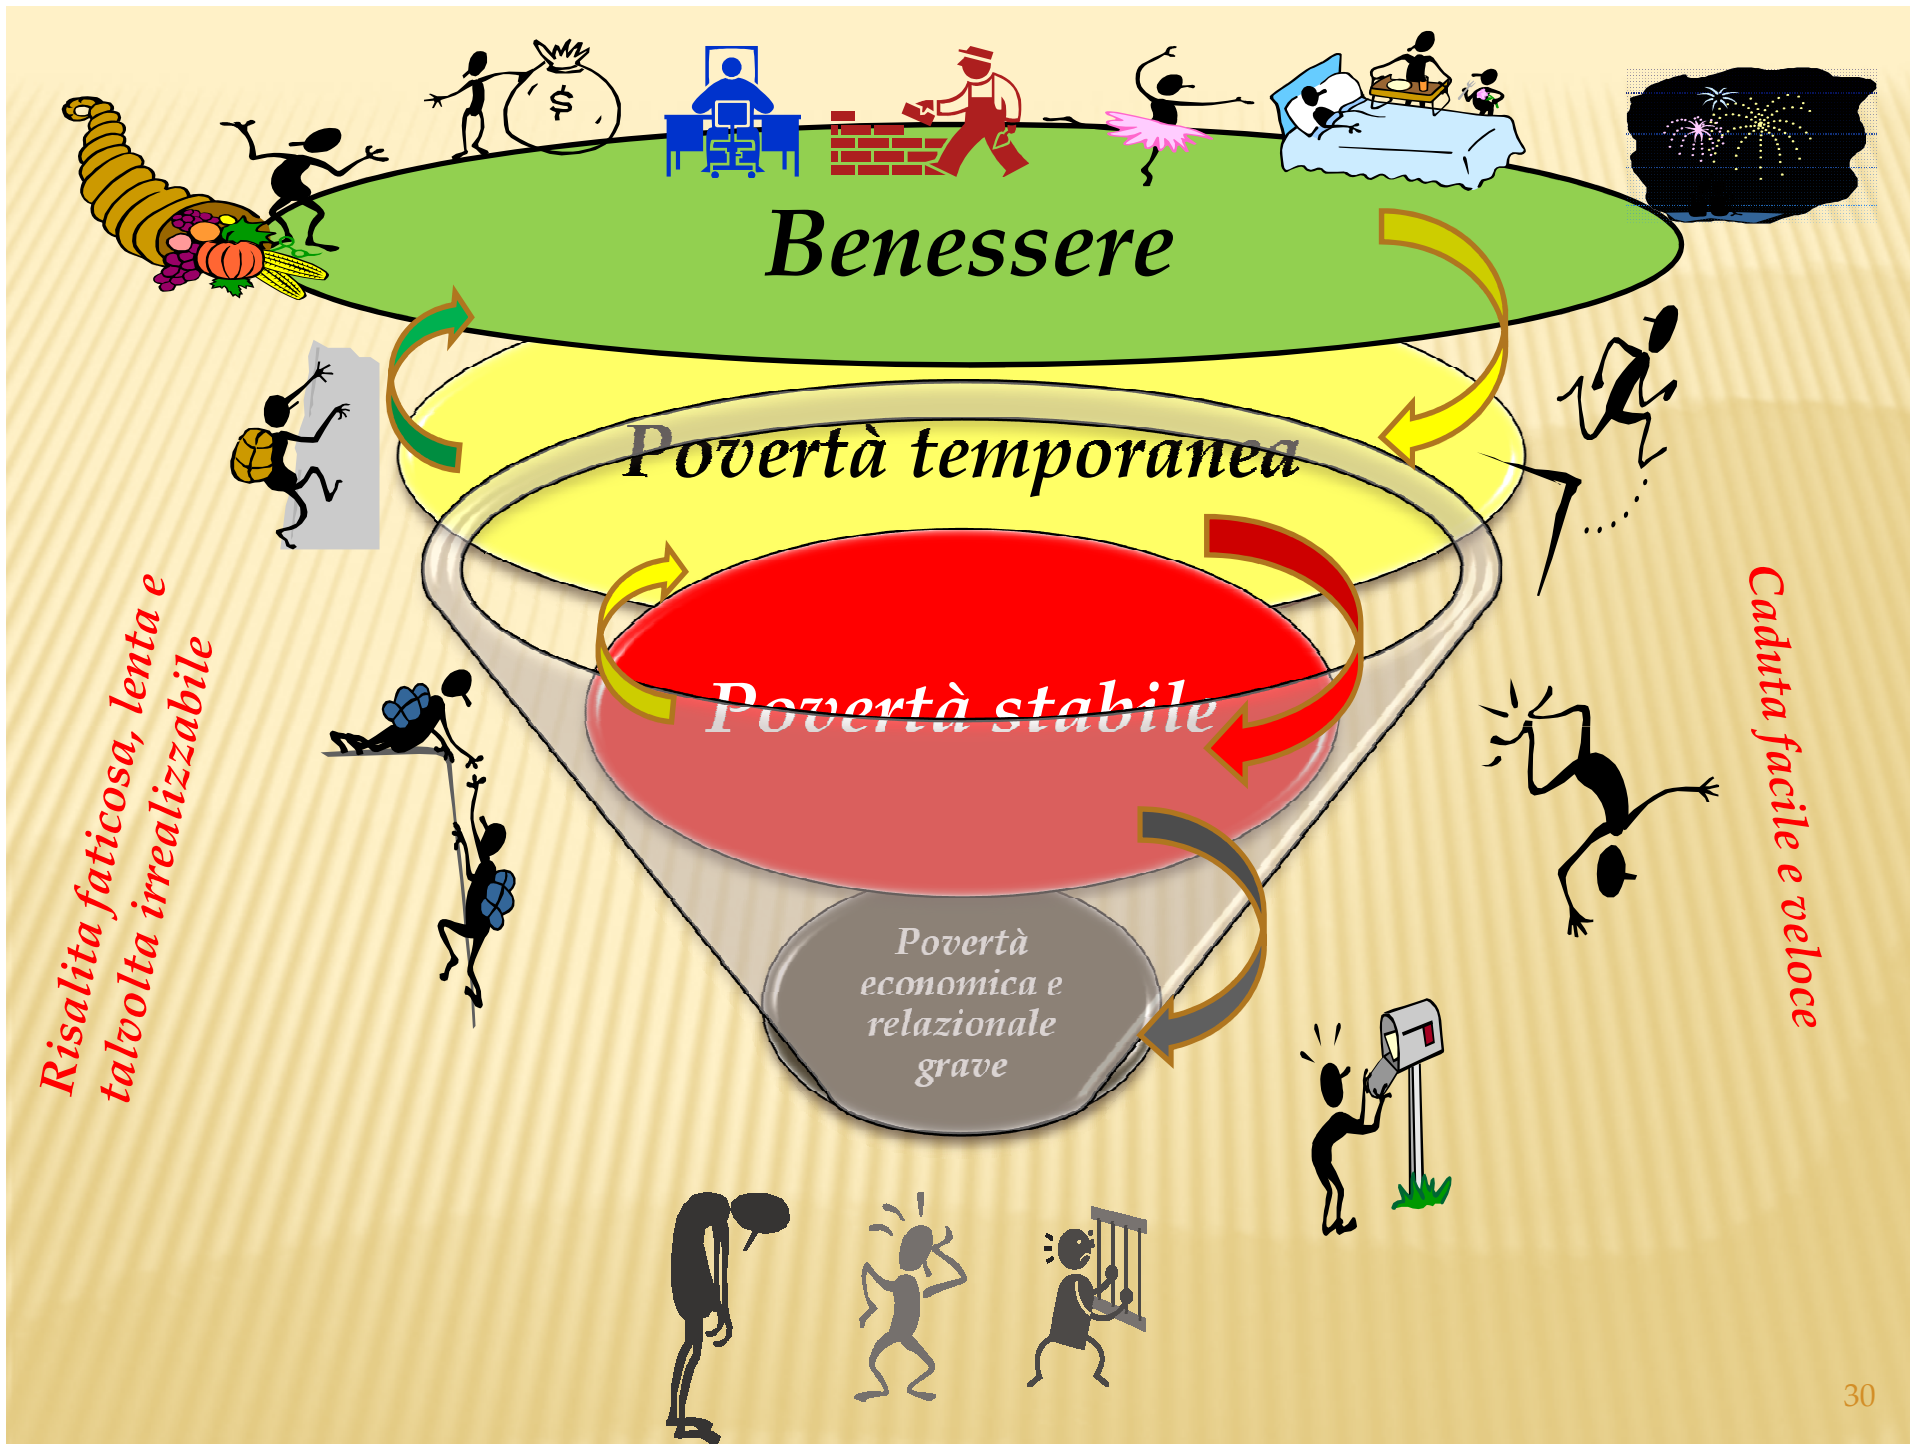 $
Benessere
Povertà temporanea
Povertà stabile
Povertà
economica e
relazionale
grave
Risalita faticosa, lenta e
talvolta irrealizzabile
Caduta facile e veloce
30